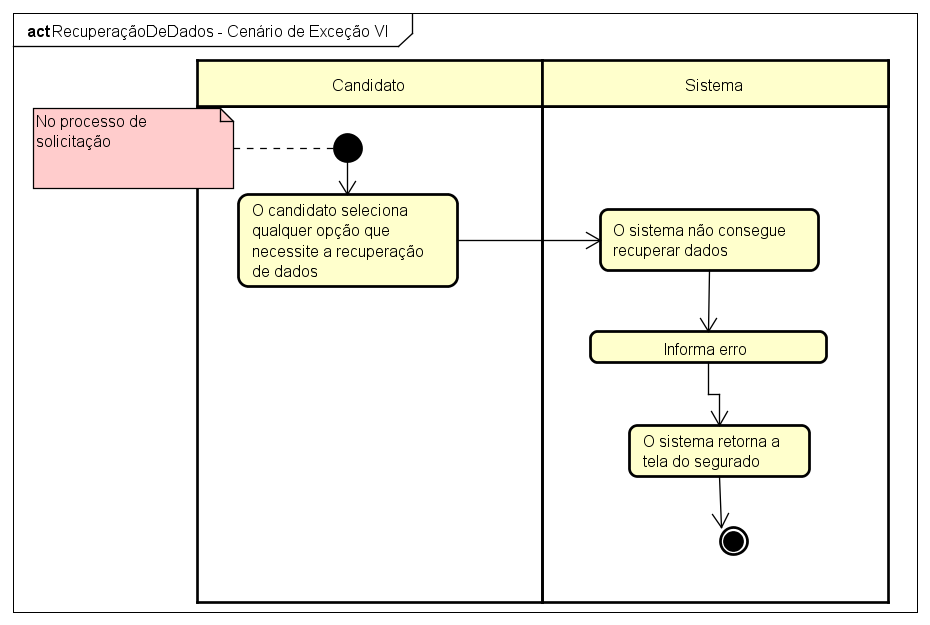 act RecuperaçãoDeDados - Cenário de Exceção VI
Candidato
Sistema
No processo de
solicitação
O candidato seleciona
qualquer opção que
necessite a recuperação
de dados
O sistema não consegue
recuperar dados
Informa erro
O sistema retorna a
tela do segurado